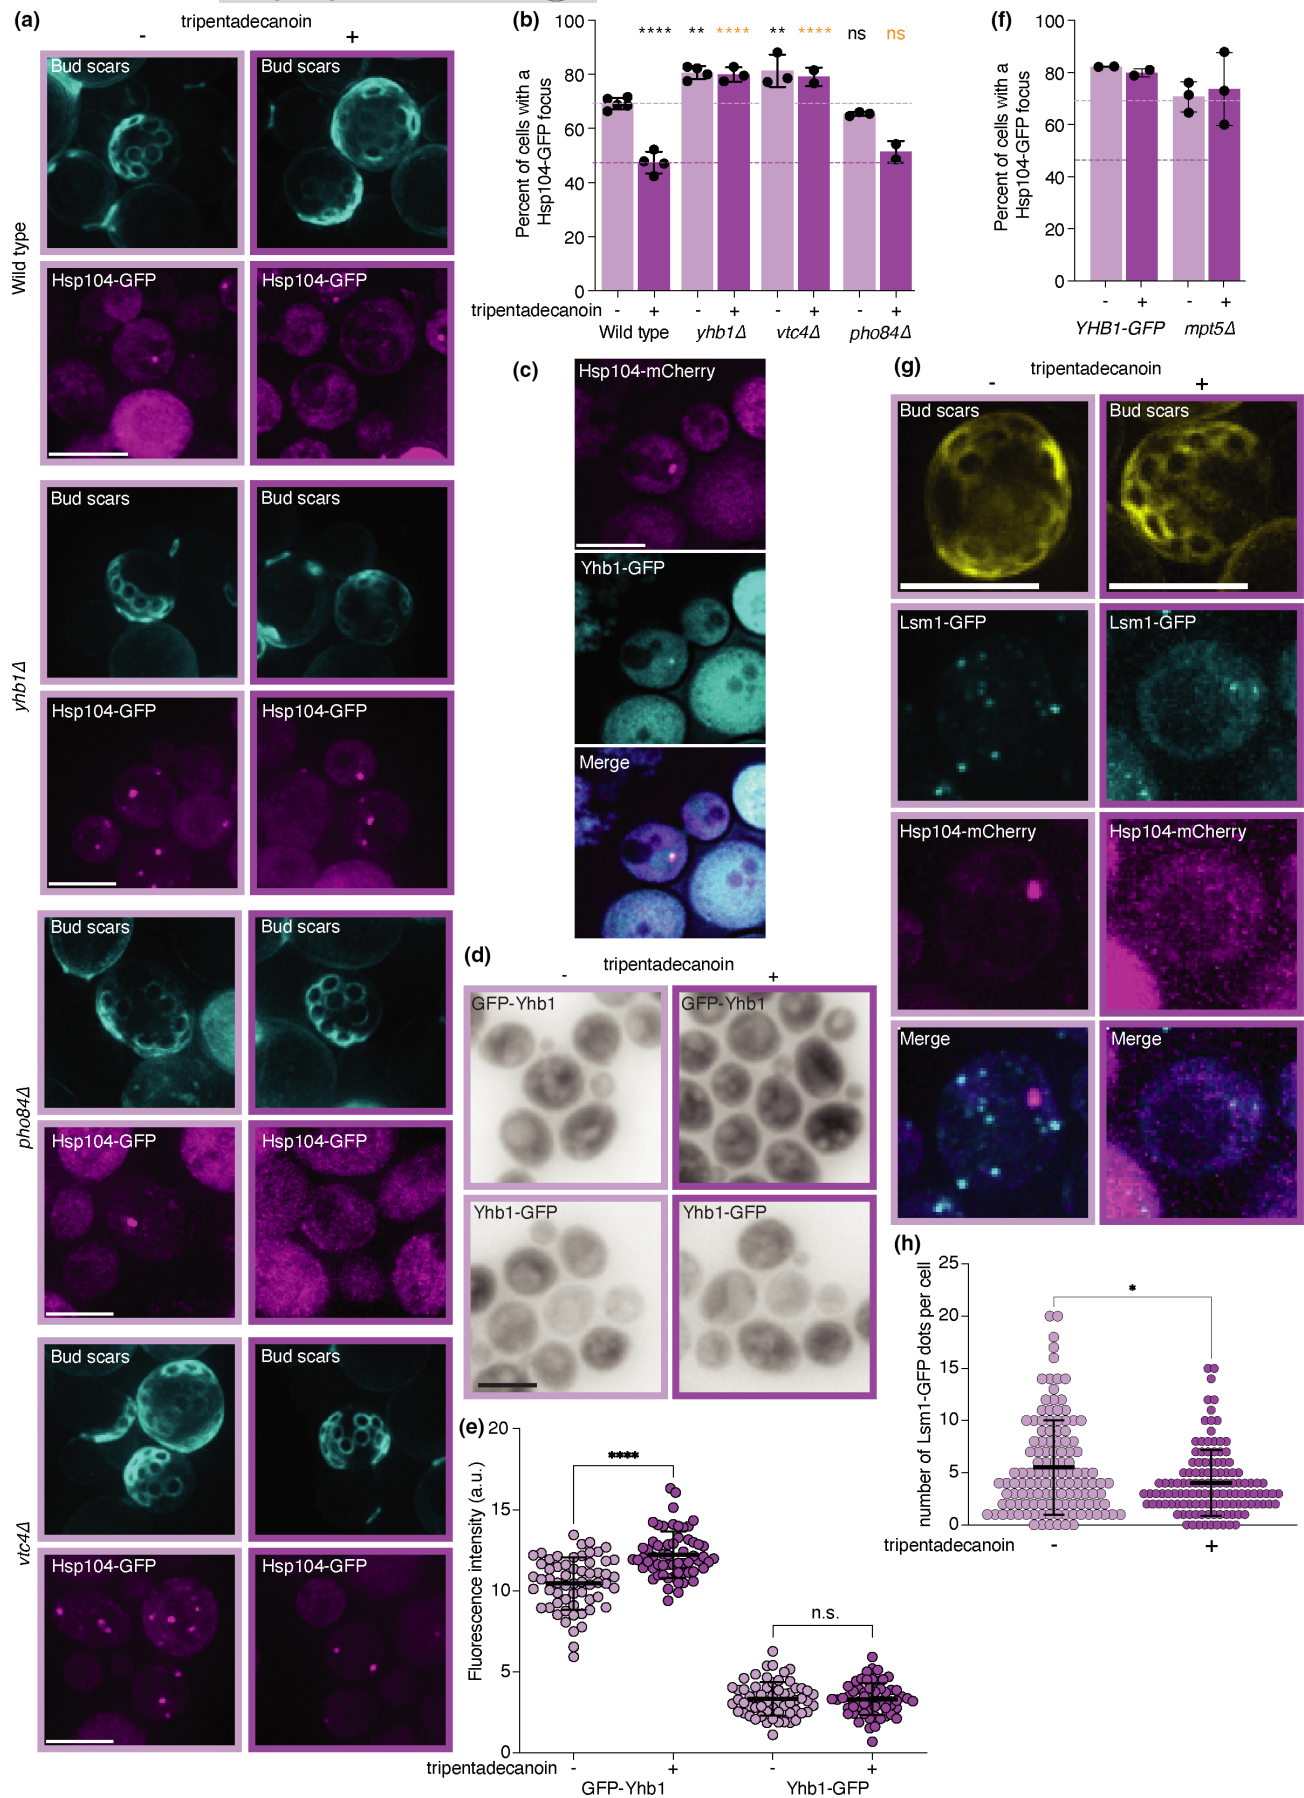 (a)
tripentadecanoin
- +
Wild type
Bud scars
Bud scars
Hsp104-GFP
Hsp104-GFP
yhb1Δ
Bud scars
Bud scars
Hsp104-GFP
Hsp104-GFP
pho84Δ
Bud scars
Bud scars
Hsp104-GFP
Hsp104-GFP
vtc4Δ
Bud scars
Bud scars
Hsp104-GFP
Hsp104-GFP
(b)
Percent of cells with a
Hsp104-GFP focus
100
80
60
40
20
0
**** ** **** ** **** ns ns
tripentadecanoin - + - + - + - +
Wild type yhb1Δ vtc4Δ pho84Δ
(c)
Hsp104-mCherry
Yhb1-GFP
Merge
(d)
tripentadecanoin
- +
GFP-Yhb1
GFP-Yhb1
Yhb1-GFP
Yhb1-GFP
(e)
Fluorescence intensity (a.u.)
20
15
10
5
0
****
n.s.
tripentadecanoin - + - +
GFP-Yhb1 Yhb1-GFP
(f)
Percent of cells with a
Hsp104-GFP focus
100
80
60
40
20
0
- + - +
YHB1-GFP mpt5Δ
(g)
tripentadecanoin
- +
Bud scars
Bud scars
Lsm1-GFP
Lsm1-GFP
Hsp104-mCherry
Hsp104-mCherry
Merge
Merge
(h)
number of Lsm1-GFP dots per cell
25
20
15
10
5
0
*
tripentadecanoin - +